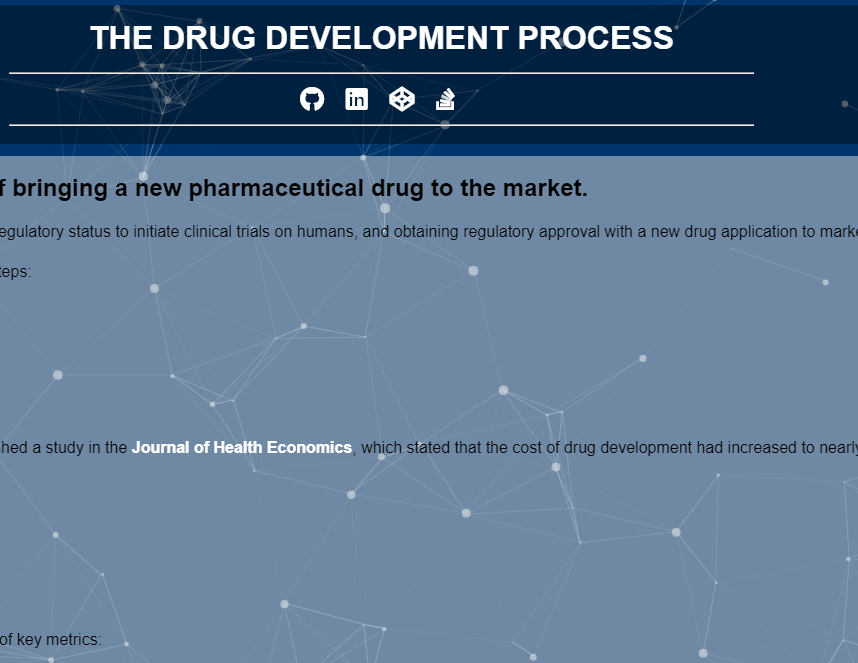 THE DRUG DEVELOPMENT PROCESS
in
f bringing a new pharmaceutical drug to the market.
egulatory status to initiate clinical trials on humans, and obtaining regulatory approval with a new drug application to marke
teps:
hed a study in the Journal of Health Economics, which stated that the cost of drug development had increased to nearly
of key metrics: